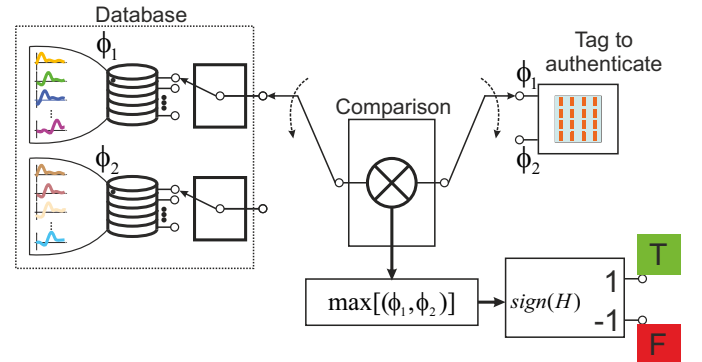 Database
ϕ₁
ϕ₂
Comparison
Tag to
authenticate
ϕ₁
ϕ₂
max[(ϕ₁,ϕ₂)]
sign(H)
1
-1
T
F